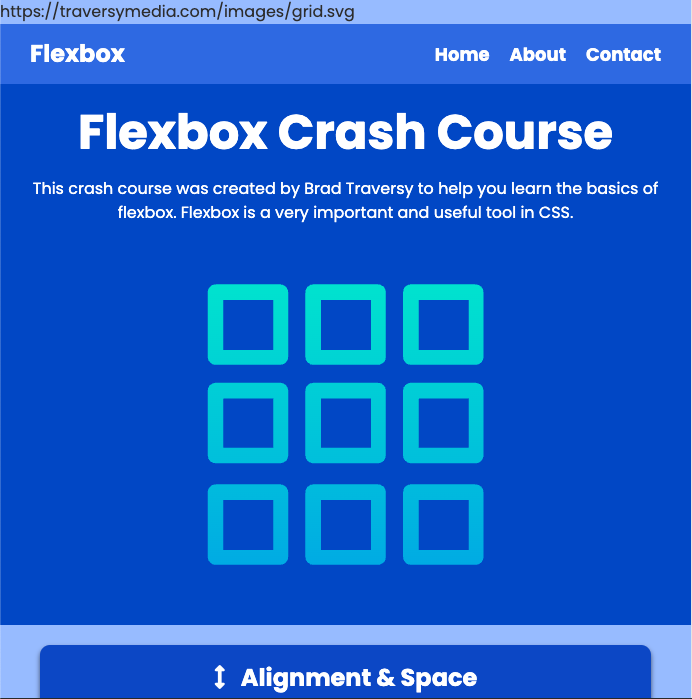 https://traversymedia.com/images/grid.svg
Flexbox Home About Contact
Flexbox Crash Course
This crash course was created by Brad Traversy to help you learn the basics of
flexbox. Flexbox is a very important and useful tool in CSS.
Alignment & Space